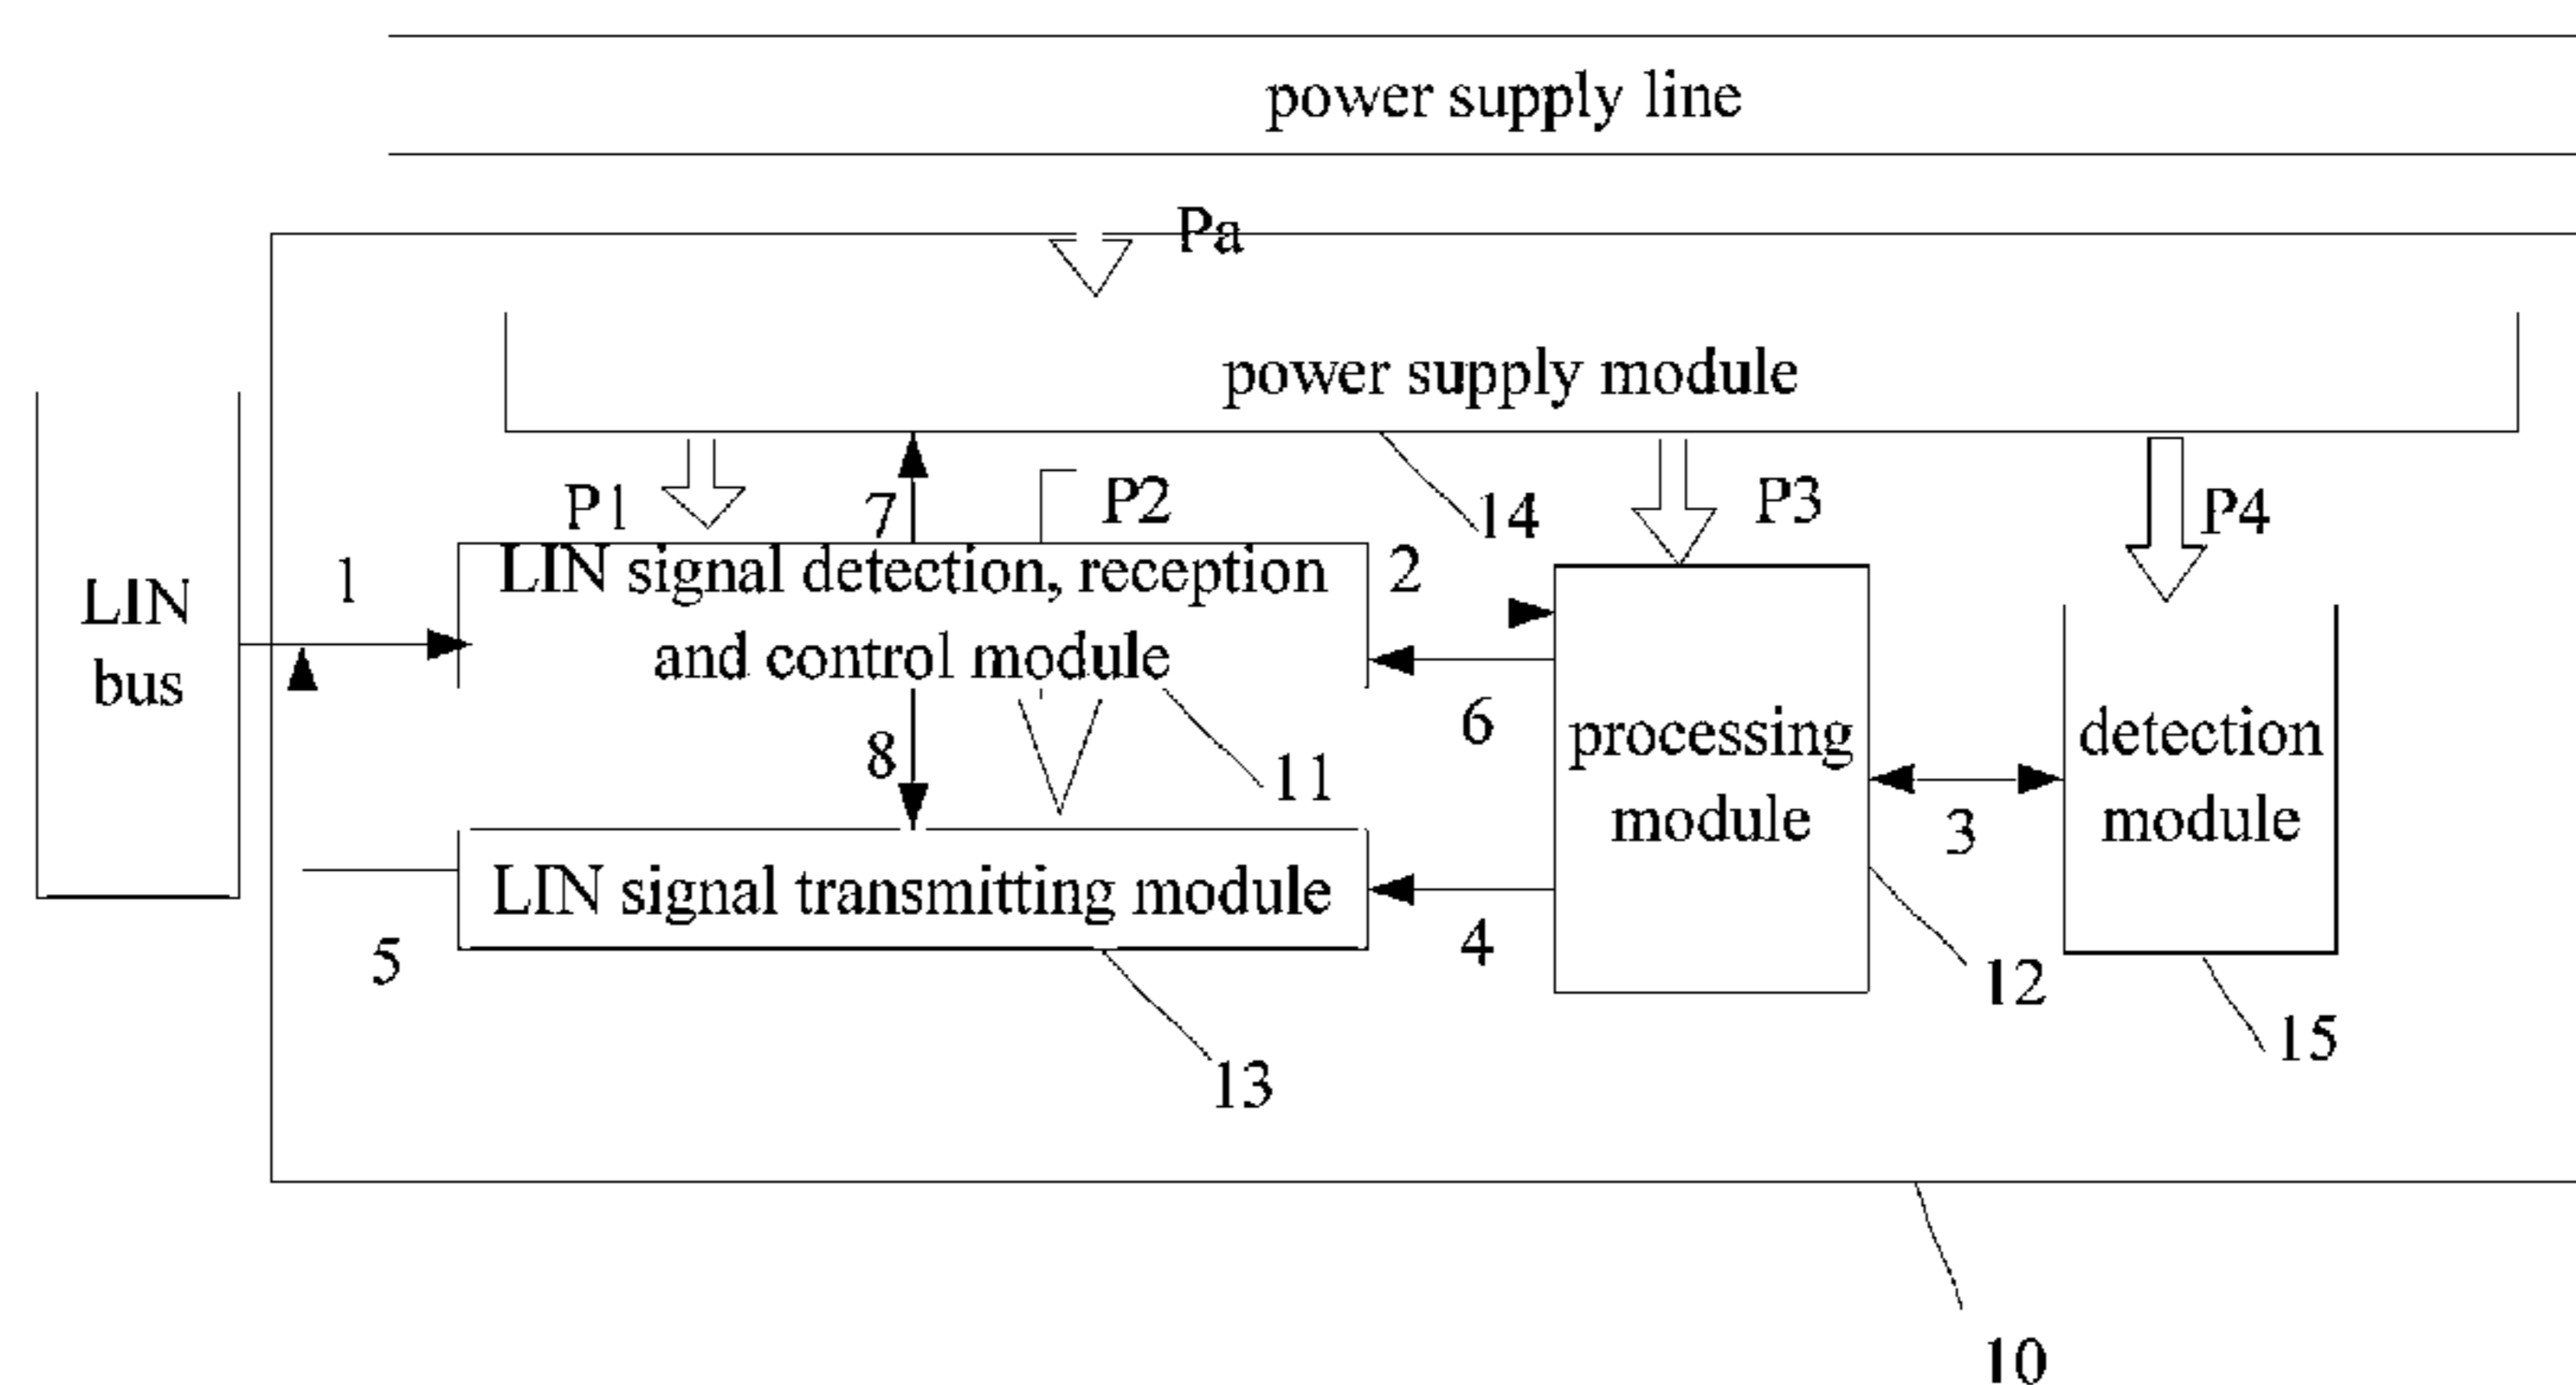 power supply line
Pa
power supply module
P1
7
P2
14
P3
P4
1
LIN signal detection, reception
and control module
2
LIN
bus
6
8
11
processing
module
detection
module
3
LIN signal transmitting module
5
4
12
15
13
10